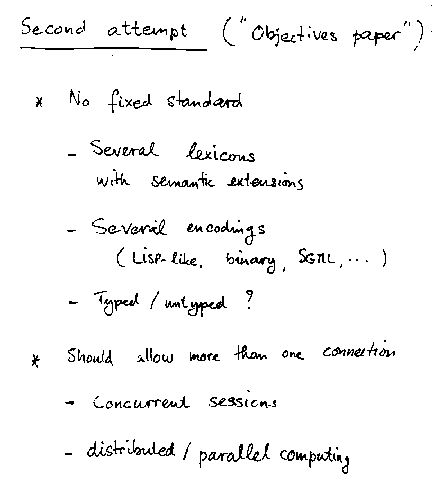 Second attempt ("Objectives paper")
* No fixed standard
- Several lexicons
with semantic extensions
- Several encodings
(Lisp-like, binary, SGML, ...)
- Typed / untyped ?
* Should allow more than one connection
- Concurrent sessions
- distributed / parallel computing